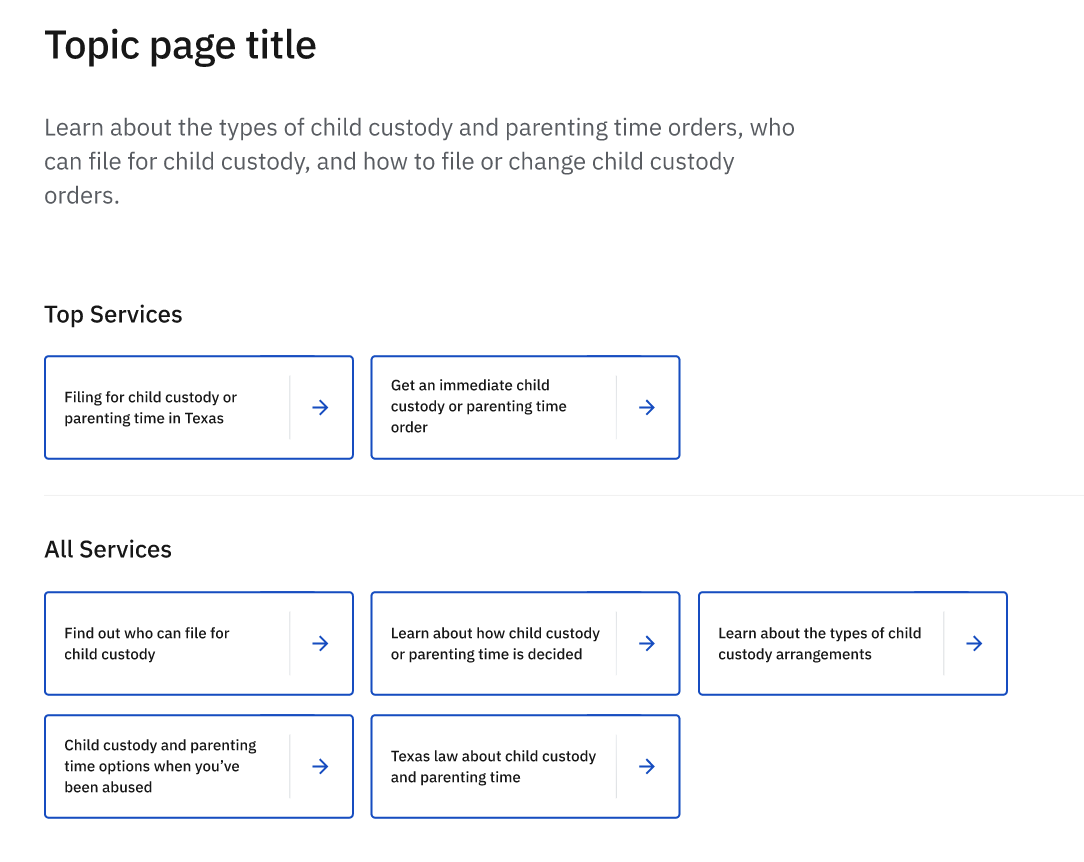 Topic page title
Learn about the types of child custody and parenting time orders, who
can file for child custody, and how to file or change child custody
orders.
Top Services
Filing for child custody or
parenting time in Texas
Get an immediate child
custody or parenting time
order
All Services
Find out who can file for
child custody
Learn about how child custody
or parenting time is decided
Learn about the types of child
custody arrangements
Child custody and parenting
time options when you’ve
been abused
Texas law about child custody
and parenting time